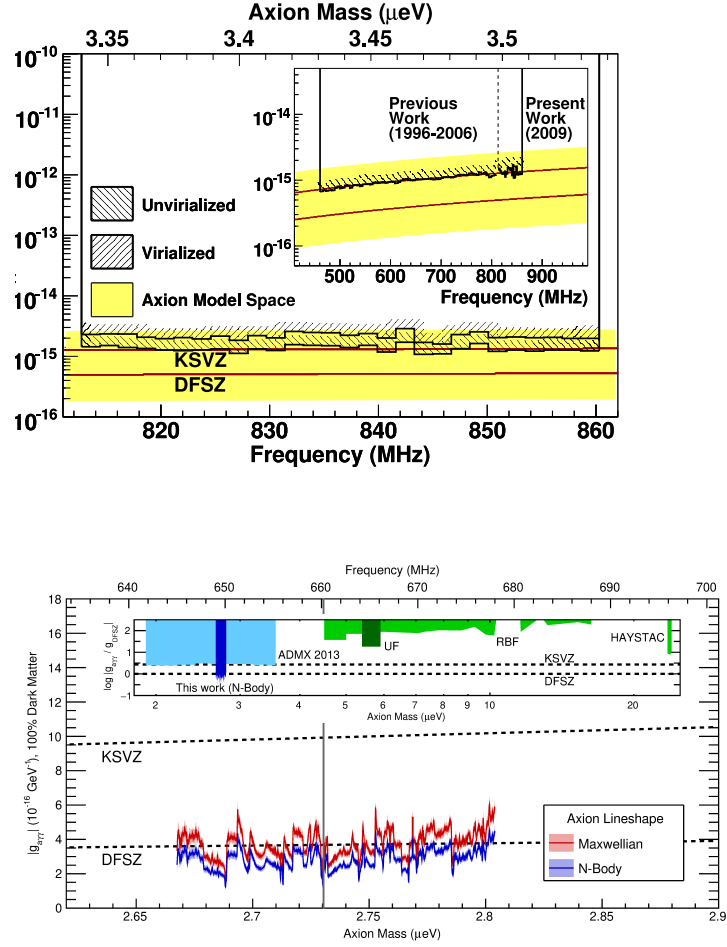 Axion Mass (μeV)
3.35 3.4 3.45 3.5
10-10
10-11
10-12
10-13
10-14
10-15
10-16
Previous Work (1996-2006)
Present Work (2009)
10-14
10-15
10-16
500 600 700 800 900
Frequency (MHz)
Unvirialized
Virialized
Axion Model Space
KSVZ
DFSZ
820 830 840 850 860
Frequency (MHz)
Frequency (MHz)
640 650 660 670 680 690 700
|gaγγ| (10-16 GeV-1), 100% Dark Matter
18
16
14
12
10
8
6
4
2
0
log |gaγγ / gDFSZ|
2
1
0
−1
ADMX 2013
UF
RBF
HAYSTAC
KSVZ
DFSZ
This work (N-Body)
2 3 4 5 6 7 8 9 10 20
Axion Mass (μeV)
KSVZ
DFSZ
Axion Lineshape
Maxwellian
N-Body
2.65 2.7 2.75 2.8 2.85 2.9
Axion Mass (μeV)